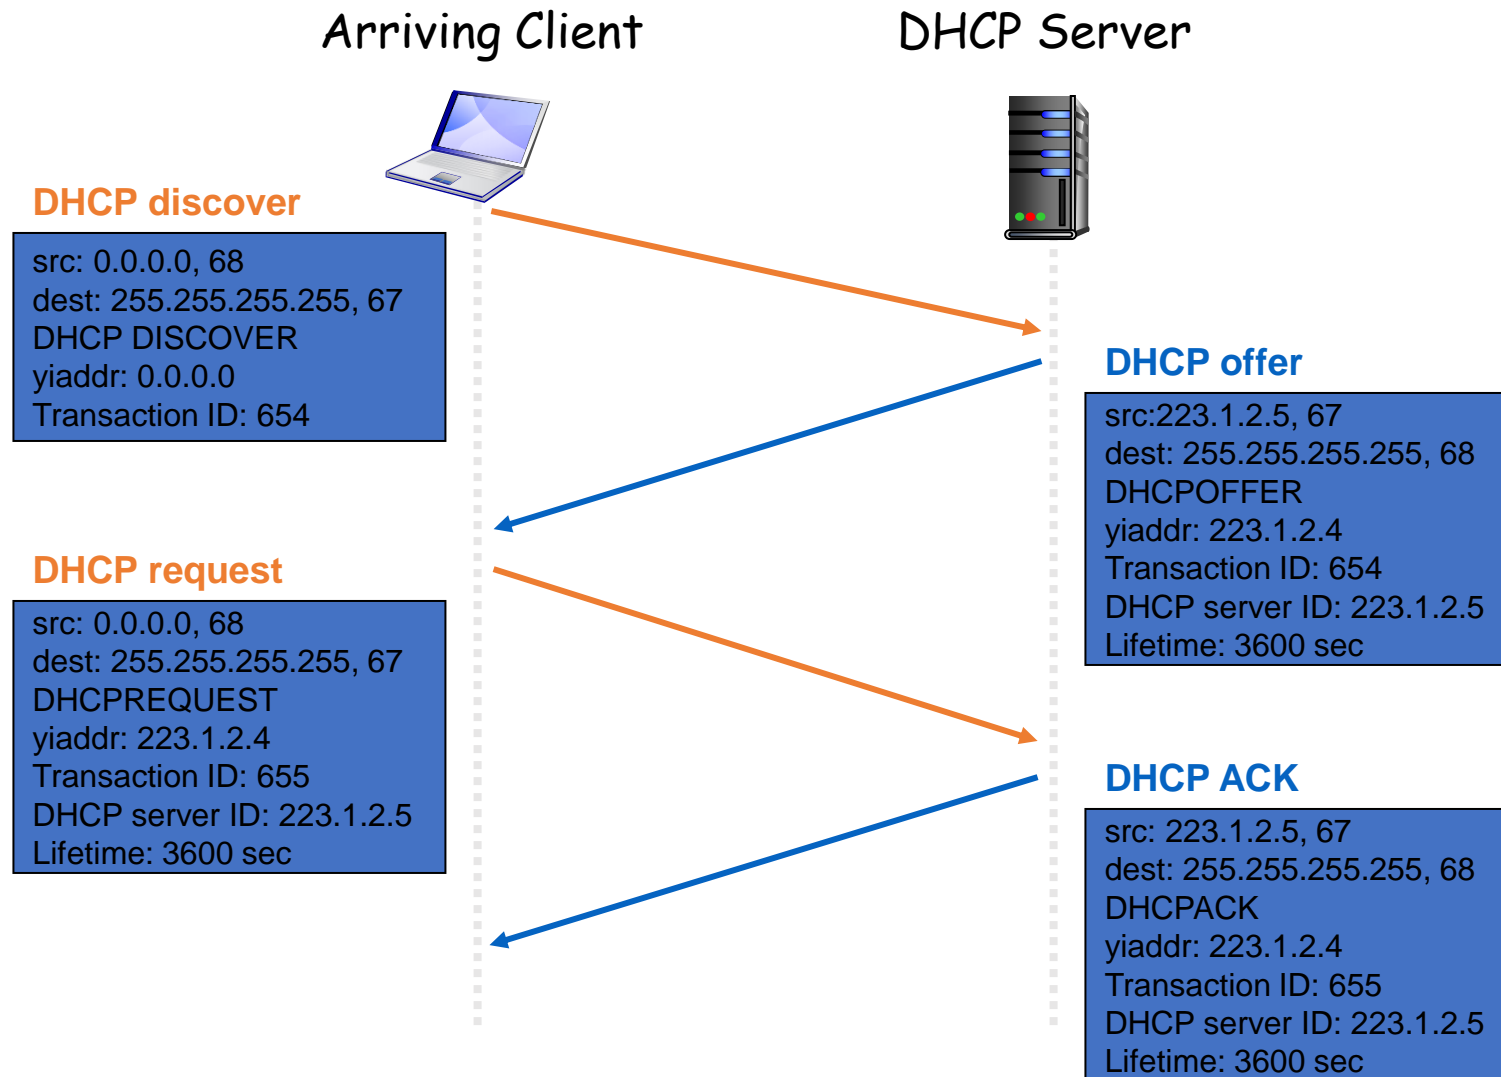 Arriving Client
DHCP Server
DHCP discover
src: 0.0.0.0, 68
dest: 255.255.255.255, 67
DHCP DISCOVER
yiaddr: 0.0.0.0
Transaction ID: 654
DHCP offer
src:223.1.2.5, 67
dest: 255.255.255.255, 68
DHCPOFFER
yiaddr: 223.1.2.4
Transaction ID: 654
DHCP server ID: 223.1.2.5
Lifetime: 3600 sec
DHCP request
src: 0.0.0.0, 68
dest: 255.255.255.255, 67
DHCPREQUEST
yiaddr: 223.1.2.4
Transaction ID: 655
DHCP server ID: 223.1.2.5
Lifetime: 3600 sec
DHCP ACK
src: 223.1.2.5, 67
dest: 255.255.255.255, 68
DHCPACK
yiaddr: 223.1.2.4
Transaction ID: 655
DHCP server ID: 223.1.2.5
Lifetime: 3600 sec